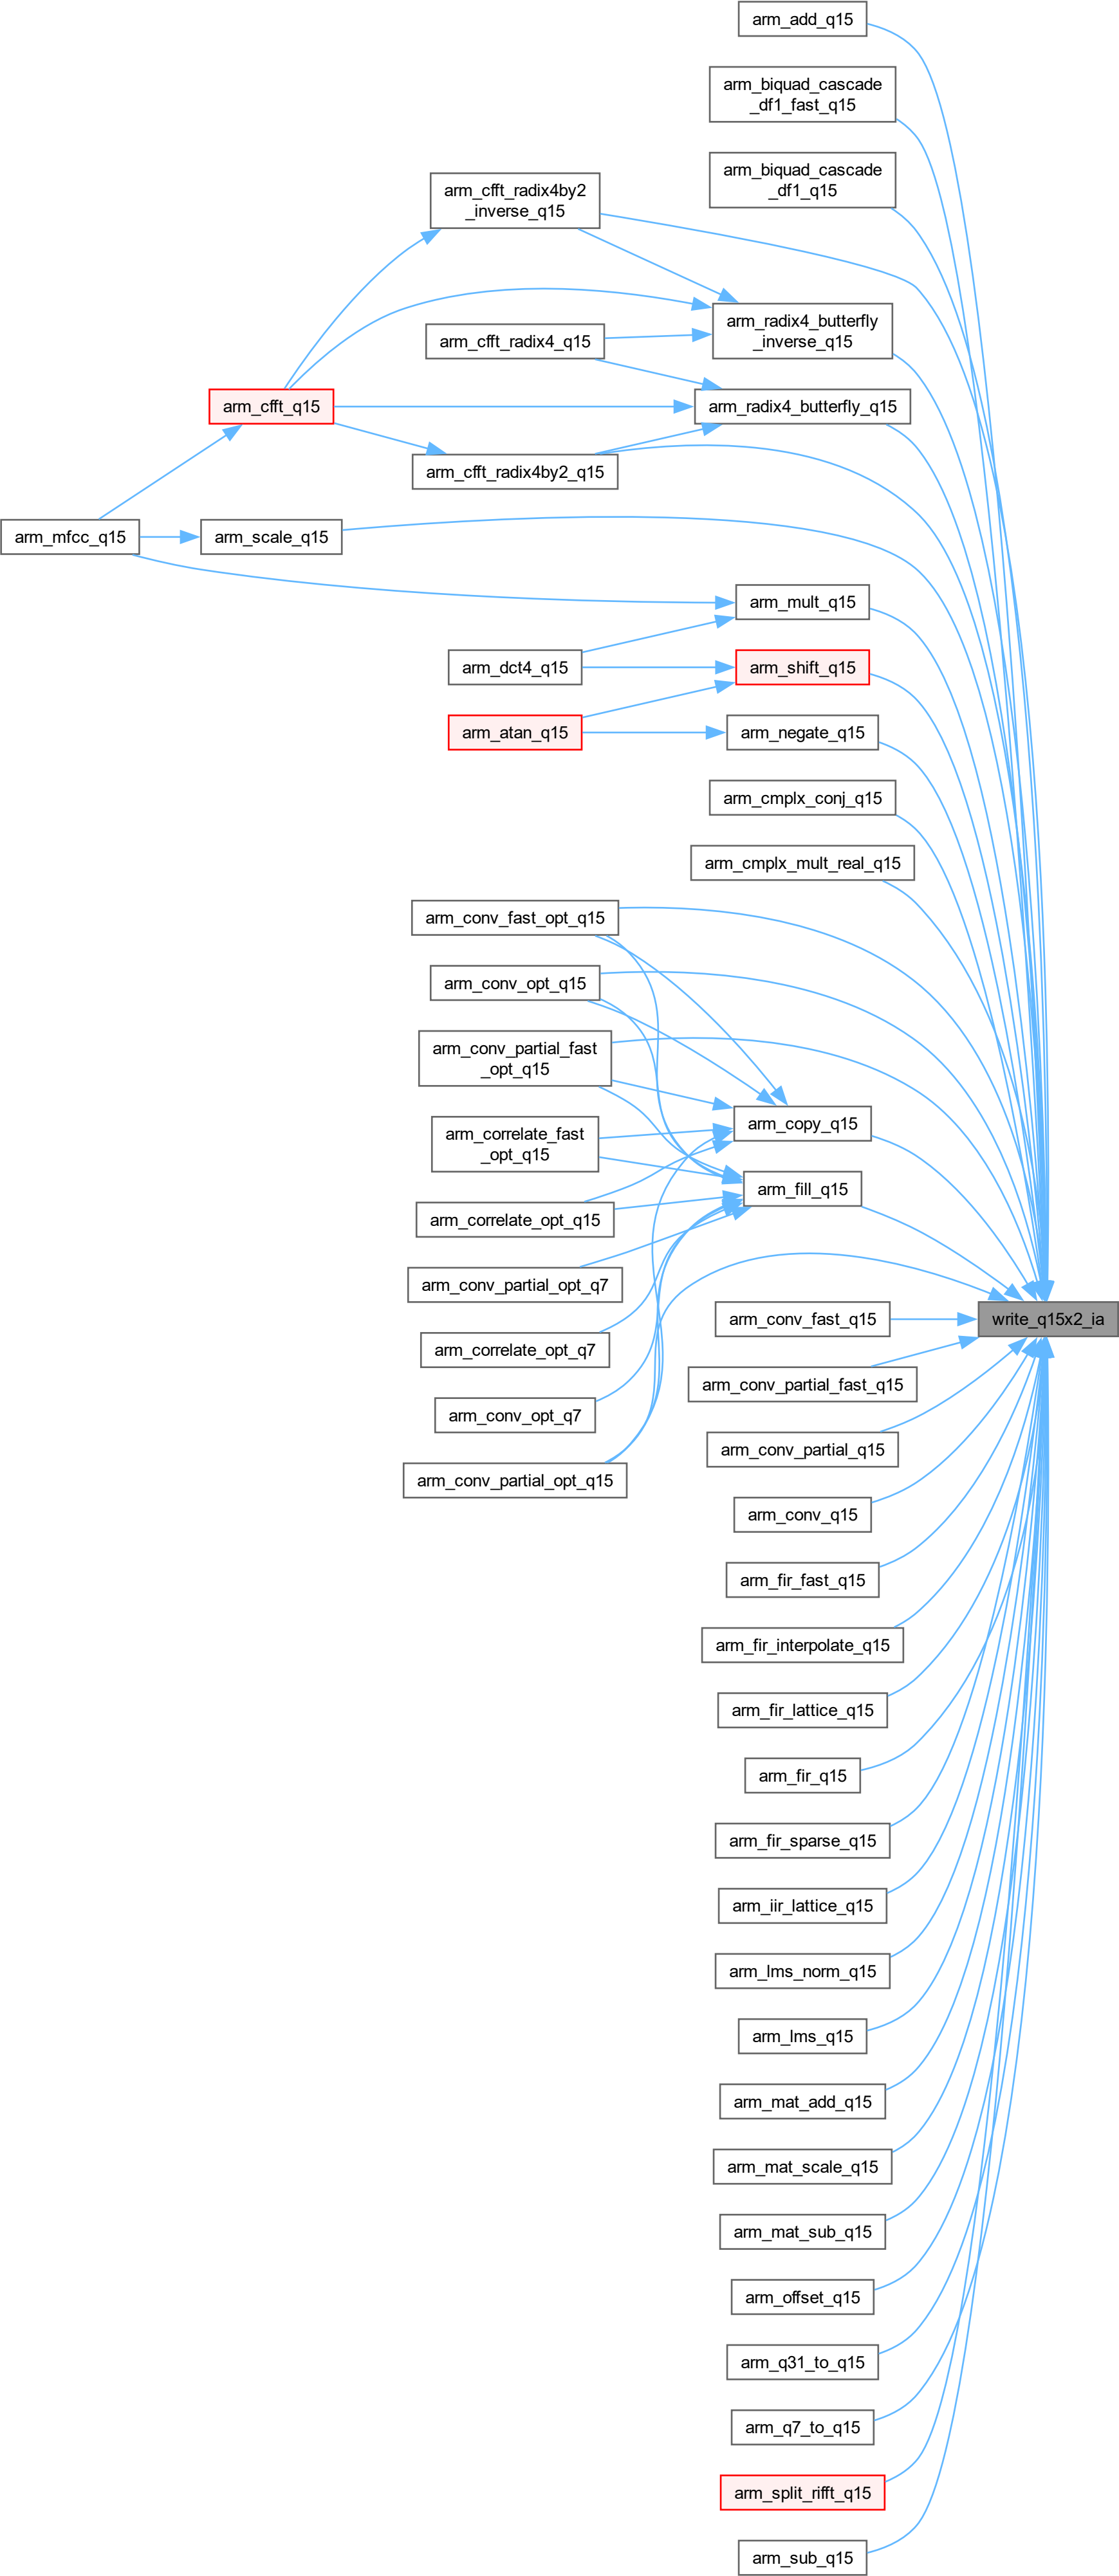 arm_add_q15
arm_biquad_cascade
_df1_fast_q15
arm_biquad_cascade
_df1_q15
arm_cfft_radix4by2
_inverse_q15
arm_radix4_butterfly
_inverse_q15
arm_cfft_radix4_q15
arm_cfft_q15
arm_radix4_butterfly_q15
arm_cfft_radix4by2_q15
arm_mfcc_q15
arm_scale_q15
arm_mult_q15
arm_dct4_q15
arm_shift_q15
arm_atan_q15
arm_negate_q15
arm_cmplx_conj_q15
arm_cmplx_mult_real_q15
arm_conv_fast_opt_q15
arm_conv_opt_q15
arm_conv_partial_fast
_opt_q15
arm_copy_q15
arm_correlate_fast
_opt_q15
arm_fill_q15
arm_correlate_opt_q15
arm_conv_partial_opt_q7
write_q15x2_ia
arm_conv_fast_q15
arm_correlate_opt_q7
arm_conv_partial_fast_q15
arm_conv_opt_q7
arm_conv_partial_q15
arm_conv_partial_opt_q15
arm_conv_q15
arm_fir_fast_q15
arm_fir_interpolate_q15
arm_fir_lattice_q15
arm_fir_q15
arm_fir_sparse_q15
arm_iir_lattice_q15
arm_lms_norm_q15
arm_lms_q15
arm_mat_add_q15
arm_mat_scale_q15
arm_mat_sub_q15
arm_offset_q15
arm_q31_to_q15
arm_q7_to_q15
arm_split_rifft_q15
arm_sub_q15